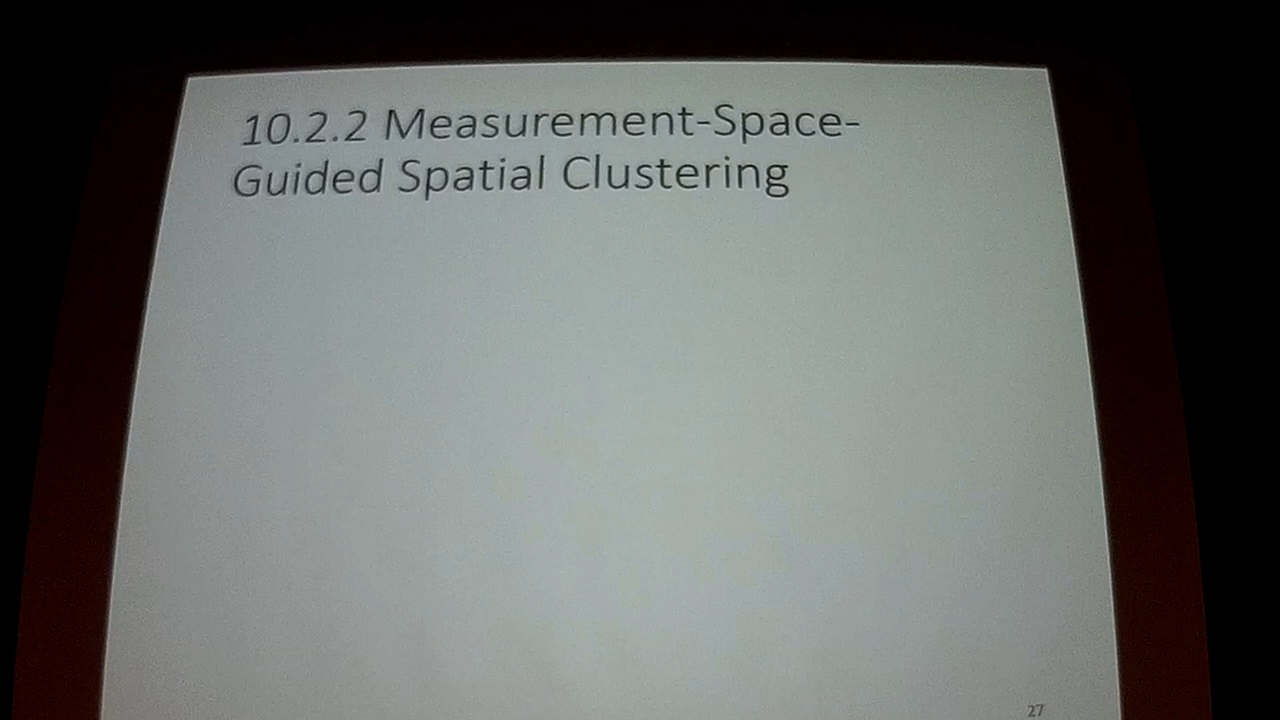 10.2.2 Measurement-Space-
Guided Spatial Clustering
27